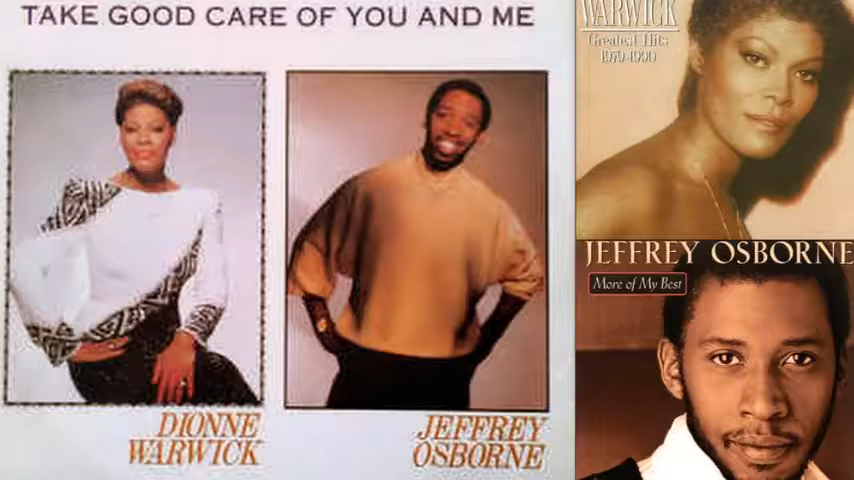 TAKE GOOD CARE OF YOU AND ME
DIONNE
WARWICK
JEFFREY
OSBORNE
WARWICK
Greatest Hits
1979-1990
JEFFREY OSBORNE
More of My Best